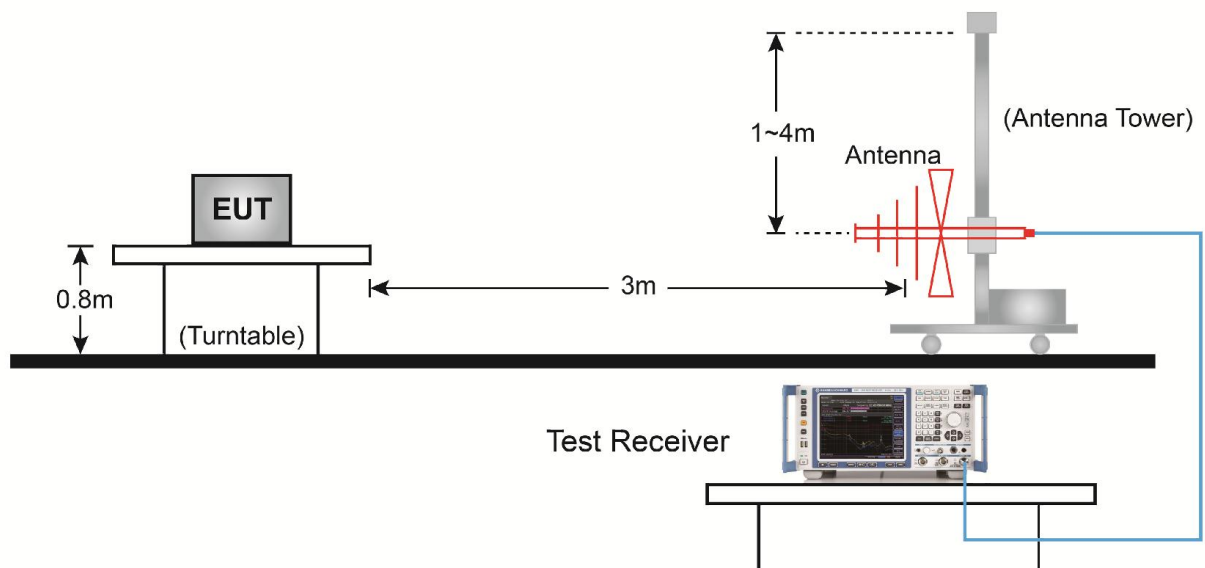 1~4m
(Antenna Tower)
Antenna
EUT
0.8m
3m
(Turntable)
Test Receiver